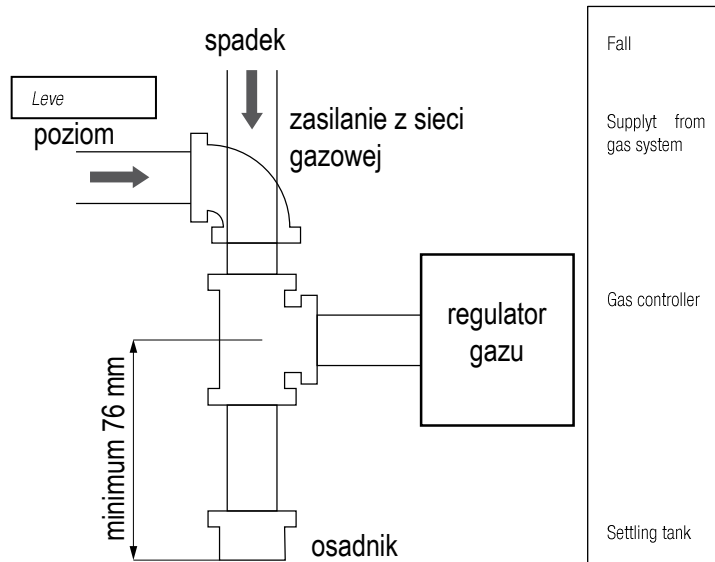 spadek
Leve
poziom
zasilanie z sieci
gazowej
regulator
gazu
minimum 76 mm
osadnik
Fall
Supplyt from
gas system
Gas controller
Settling tank